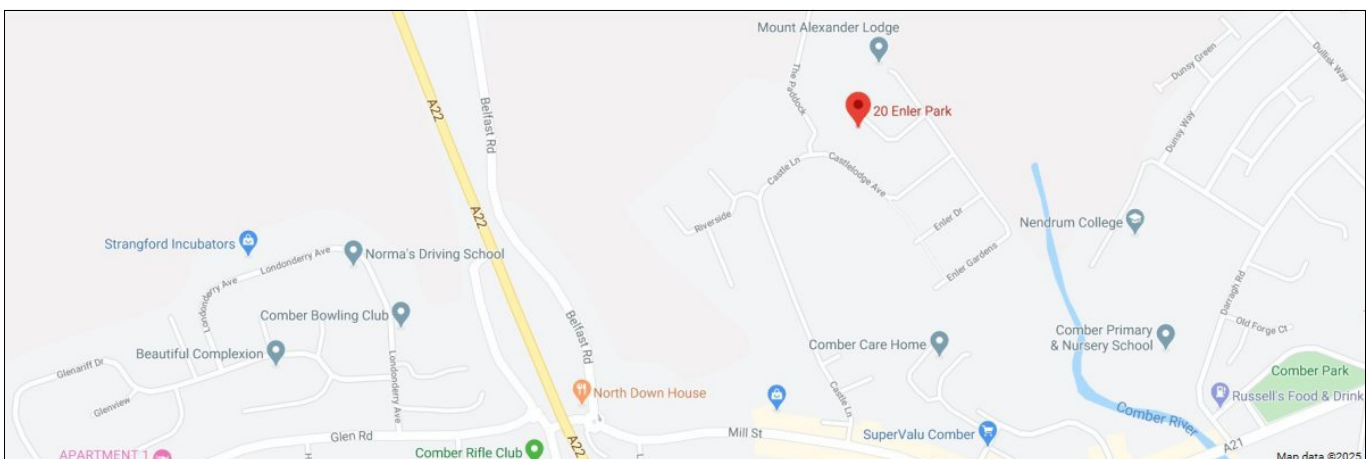 Mount Alexander Lodge
Dunsy Green
Dullisk Way
The Paddock
A22
Belfast Rd
20 Enler Park
Dunsy Way
Castle Ln
Castlelodge Ave
A22
Riverside
Enler Dr
Nendrum College
Strangford Incubators
Londonderry Ave
Norma's Driving School
Enler Gardens
Londonderry Ave
Darragh Rd
Comber Bowling Club
Belfast Rd
Old Forge Ct
Comber Primary
& Nursery School
Beautiful Complexion
Comber Care Home
Glenariff Dr
Londonderry Ave
Comber Park
Glenview
North Down House
Castle Ln
Russell's Food & Drink
Comber River
Glen Rd
Mill St
SuperValu Comber
A22
A21
APARTMENT 1
H
Comber Rifle Club
L
Map data ©2025